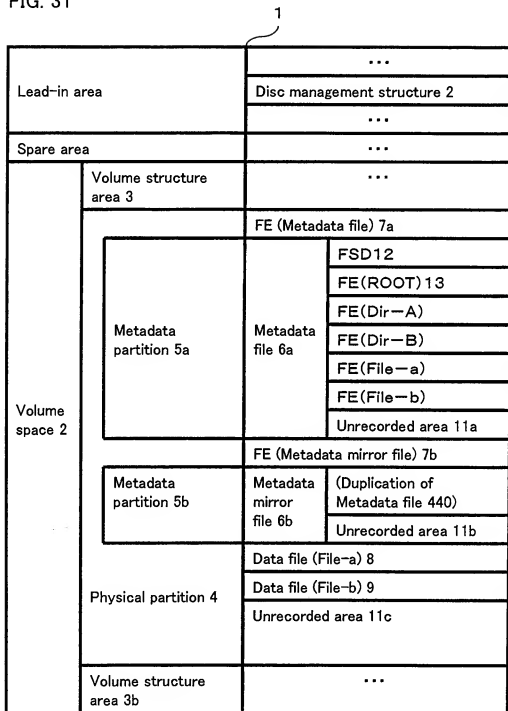 FIG. 31
1
Lead-in area
...
Disc management structure 2
...
Spare area
...
Volume space 2
Volume structure
area 3
...
FE (Metadata file) 7a
Metadata
partition 5a
Metadata
file 6a
FSD12
FE(ROOT)13
FE(Dir-A)
FE(Dir-B)
FE(File-a)
FE(File-b)
Unrecorded area 11a
FE (Metadata mirror file) 7b
Metadata
partition 5b
Metadata
mirror
file 6b
(Duplication of
Metadata file 440)
Unrecorded area 11b
Physical partition 4
Data file (File-a) 8
Data file (File-b) 9
Unrecorded area 11c
Volume structure
area 3b
...